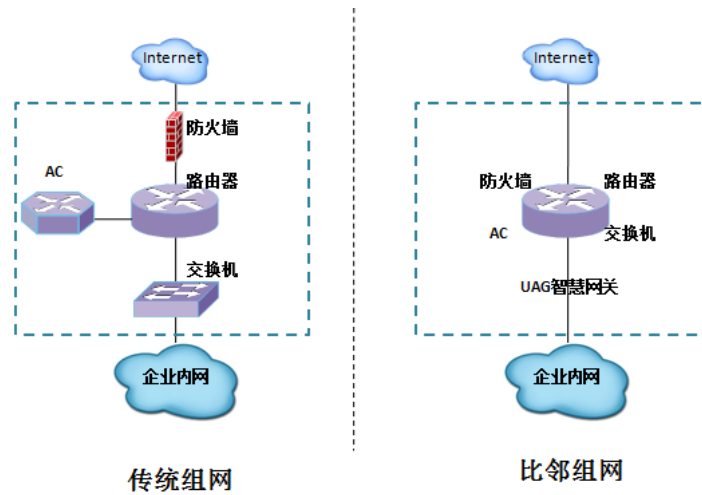 Internet
防火墙
AC
路由器
交换机
企业内网
传统组网
Internet
防火墙
路由器
AC
交换机
UAG智慧网关
企业内网
比邻组网